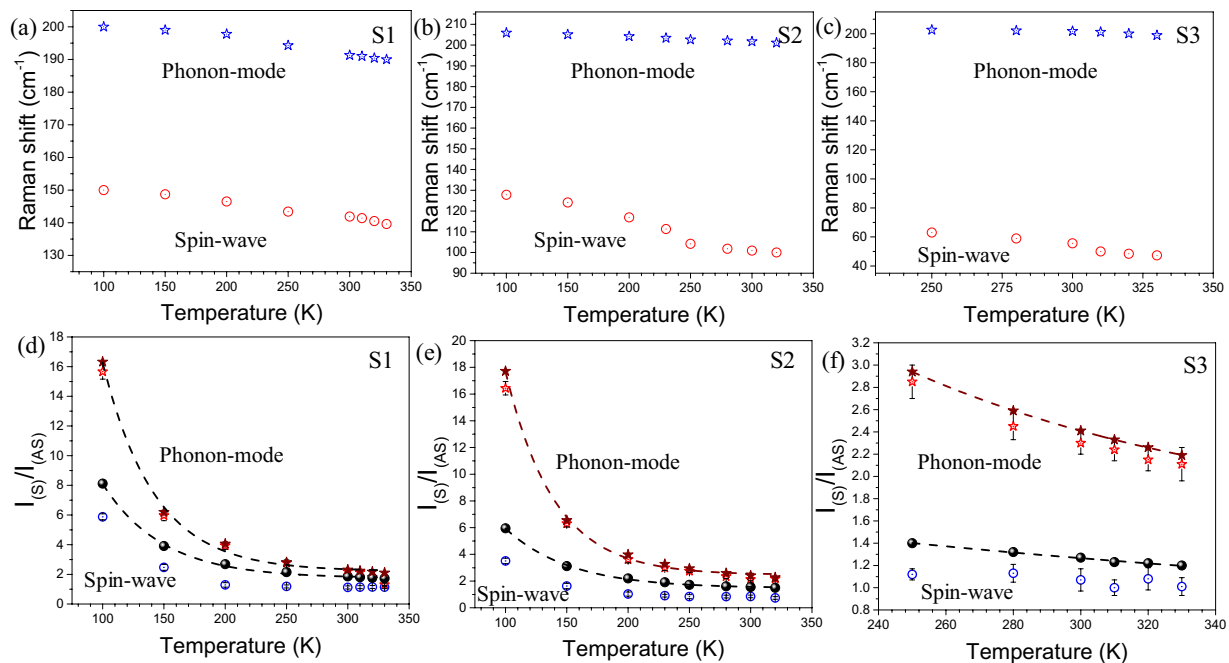 (a) S1
200
190
180
170
160
150
140
130
Raman shift (cm⁻¹)
Phonon-mode
Spin-wave
100 150 200 250 300 350
Temperature (K)
(b) S2
210
205
200
195
190
180
170
160
150
140
130
120
110
100
90
Raman shift (cm⁻¹)
Phonon-mode
Spin-wave
100 150 200 250 300 350
Temperature (K)
(c) S3
200
180
160
140
120
100
80
60
40
Raman shift (cm⁻¹)
Phonon-mode
Spin-wave
250 275 300 325 350
Temperature (K)
(d) S1
18
16
14
12
10
8
6
4
2
0
I(S)/I(AS)
Phonon-mode
Spin-wave
100 150 200 250 300 350
Temperature (K)
(e) S2
20
18
16
14
12
10
8
6
4
2
0
I(S)/I(AS)
Phonon-mode
Spin-wave
100 150 200 250 300 350
Temperature (K)
(f) S3
3.2
3.0
2.8
2.6
2.4
2.2
2.0
1.8
1.6
1.4
1.2
1.0
0.8
I(S)/I(AS)
Phonon-mode
Spin-wave
240 260 280 300 320 340
Temperature (K)